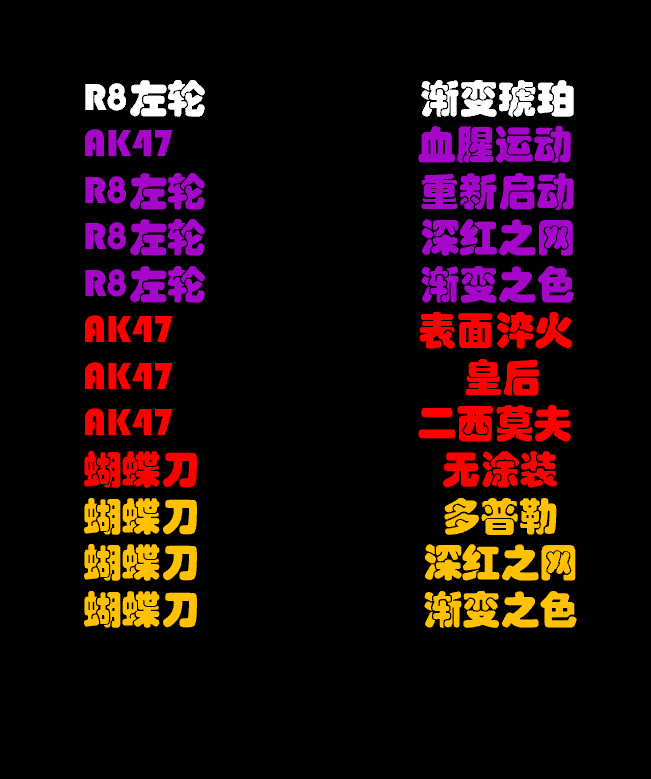 R8左轮 渐变琥珀
AK47 血腥运动
R8左轮 重新启动
R8左轮 深红之网
R8左轮 渐变之色
AK47 表面淬火
AK47 皇后
AK47 二西莫夫
蝴蝶刀 无涂装
蝴蝶刀 多普勒
蝴蝶刀 深红之网
蝴蝶刀 渐变之色